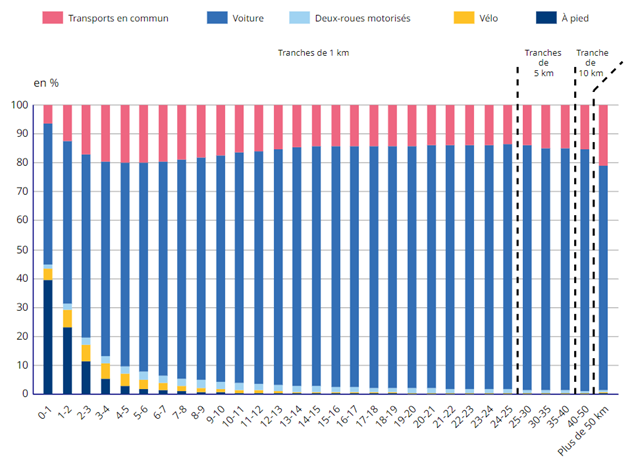 Transports en commun Voiture Deux-roues motorisés Vélo À pied
Tranches de 1 km
Tranches
de
5 km
Tranche
de
10 km
en %
100
90
80
70
60
50
40
30
20
10
0
0-1 1-2 2-3 3-4 4-5 5-6 6-7 7-8 8-9 9-10 10-11 11-12 12-13 13-14 14-15 15-16 16-17 17-18 18-19 19-20 20-21 21-22 22-23 23-24 24-25 25-30 30-35 35-40 40-50 Plus de 50 km